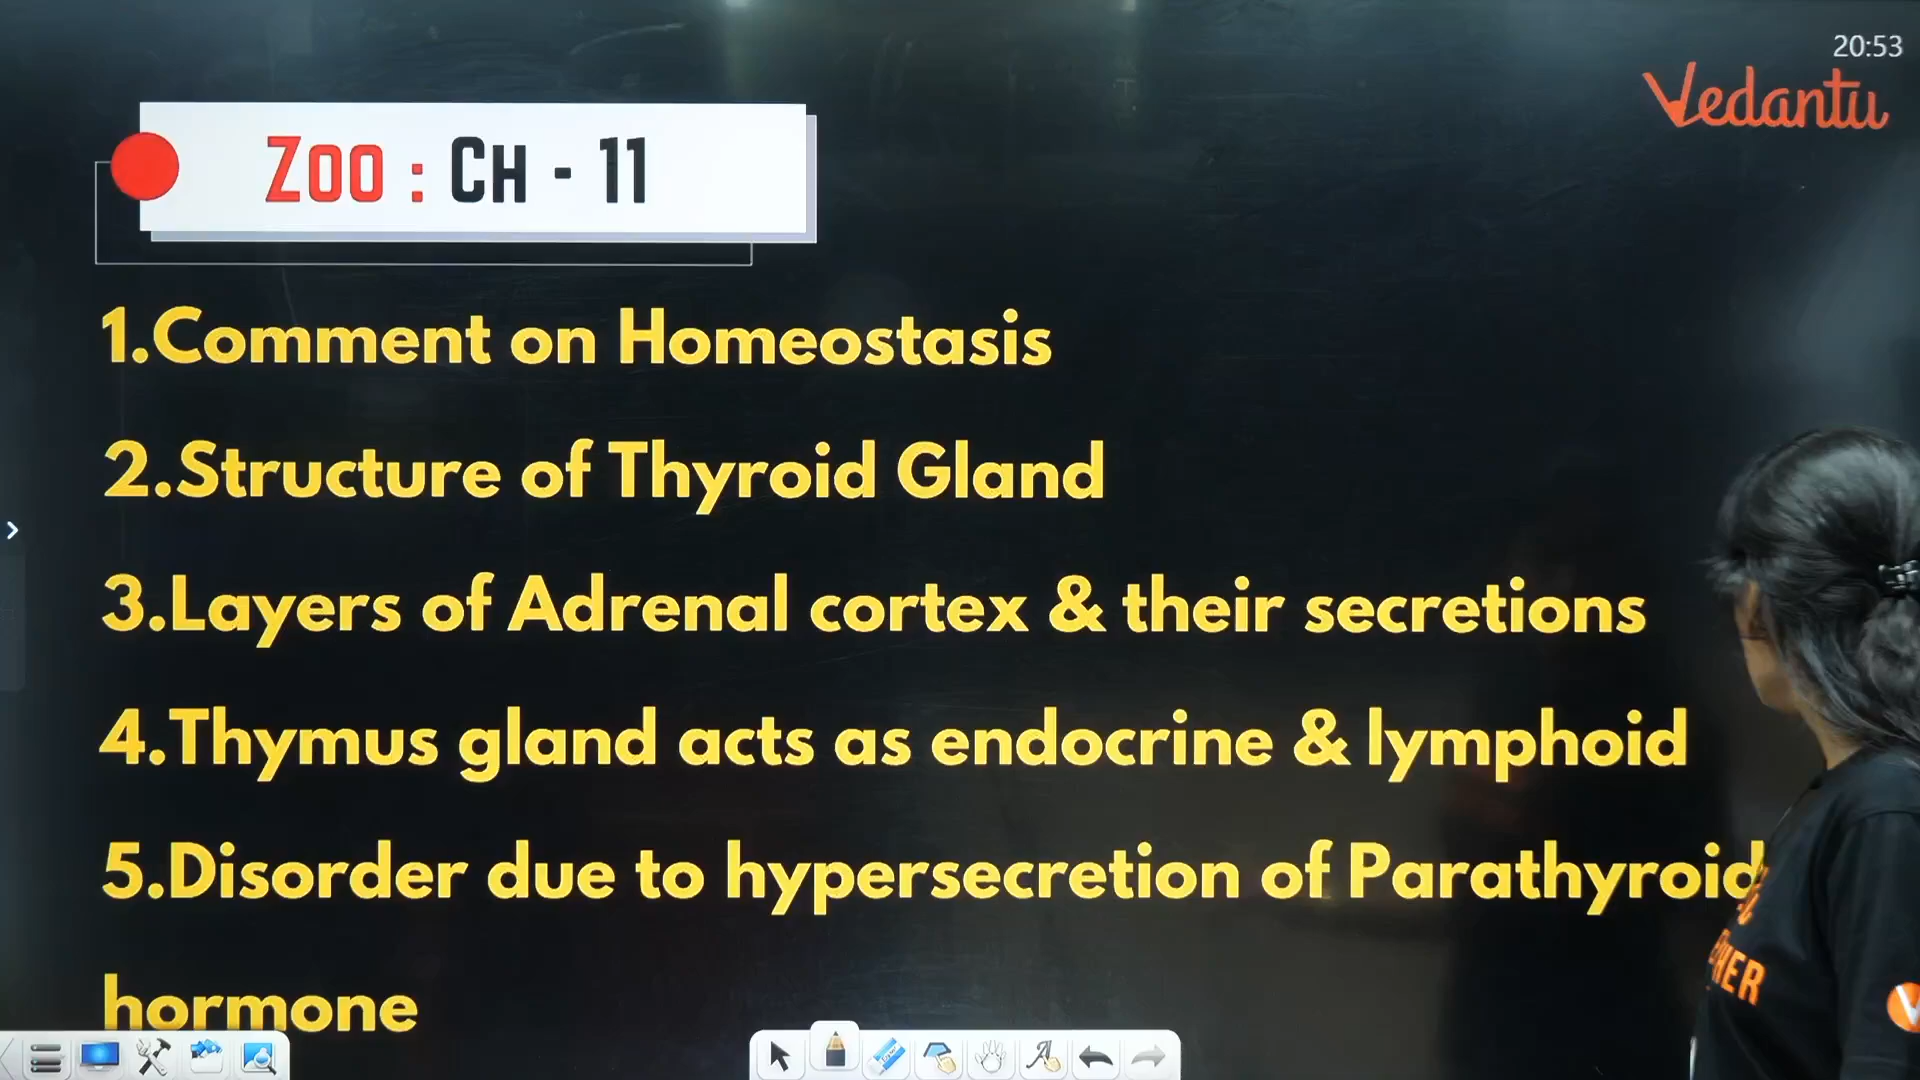 20:53
Vedantu
Zoo : Ch - 11
1.Comment on Homeostasis
2.Structure of Thyroid Gland
3.Layers of Adrenal cortex & their secretions
4.Thymus gland acts as endocrine & lymphoid
5.Disorder due to hypersecretion of Parathyroid
hormone